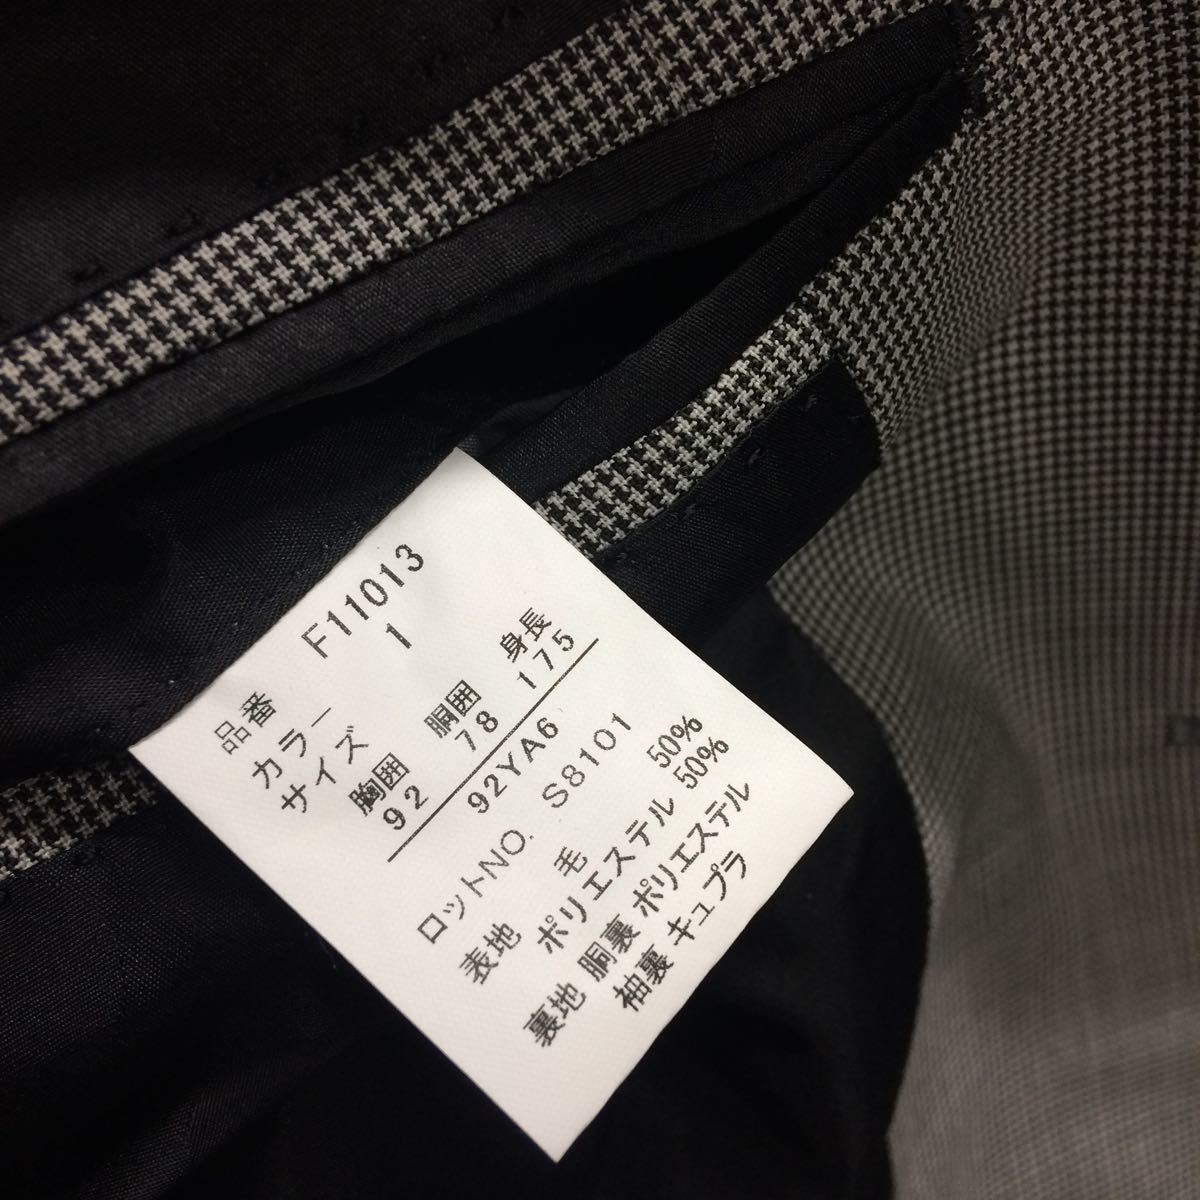 品番 F11013
カラー 1
サイズ
胸囲 胴囲 身長
92 78 175
92YA6
ロットNO. S8101
表地 毛 50%
ポリエステル 50%
裏地 胴裏 ポリエステル
袖裏 キュプラ